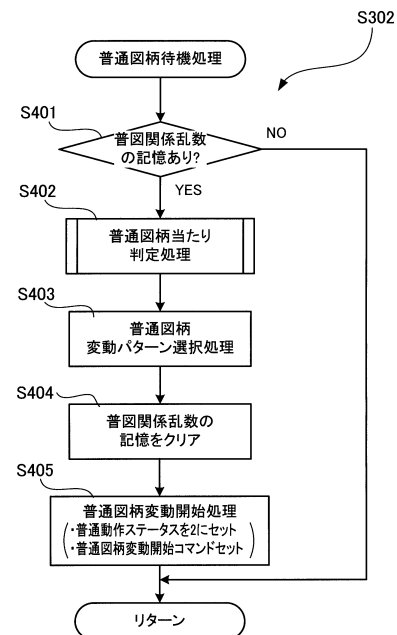 S302
普通図柄待機処理
S401
普図関係乱数
の記憶あり?
NO
YES
S402
普通図柄当たり
判定処理
S403
普通図柄
変動パターン選択処理
S404
普図関係乱数の
記憶をクリア
S405
普通図柄変動開始処理
・普通動作ステータスを2にセット
・普通図柄変動開始コマンドセット
リターン